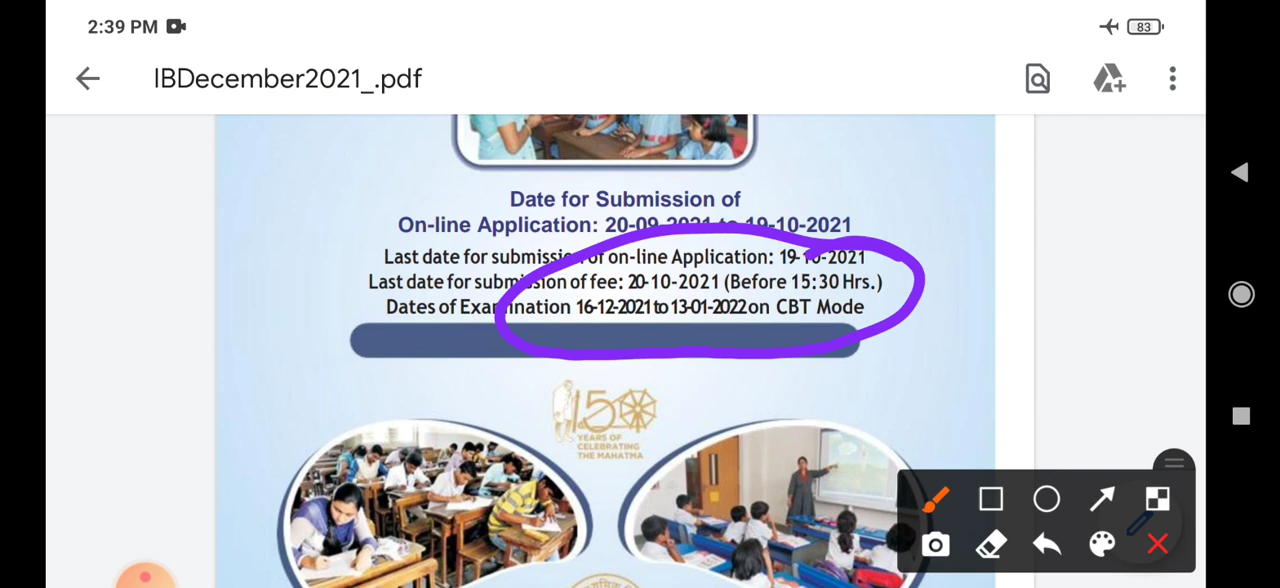 2:39 PM
83
IBDecember2021_.pdf
Date for Submission of
On-line Application: 20-09-2021 to 19-10-2021
Last date for submission of on-line Application: 19-10-2021
Last date for submission of fee: 20-10-2021 (Before 15:30 Hrs.)
Dates of Examination 16-12-2021 to 13-01-2022 on CBT Mode
150
YEARS OF
CELEBRATING
THE MAHATMA